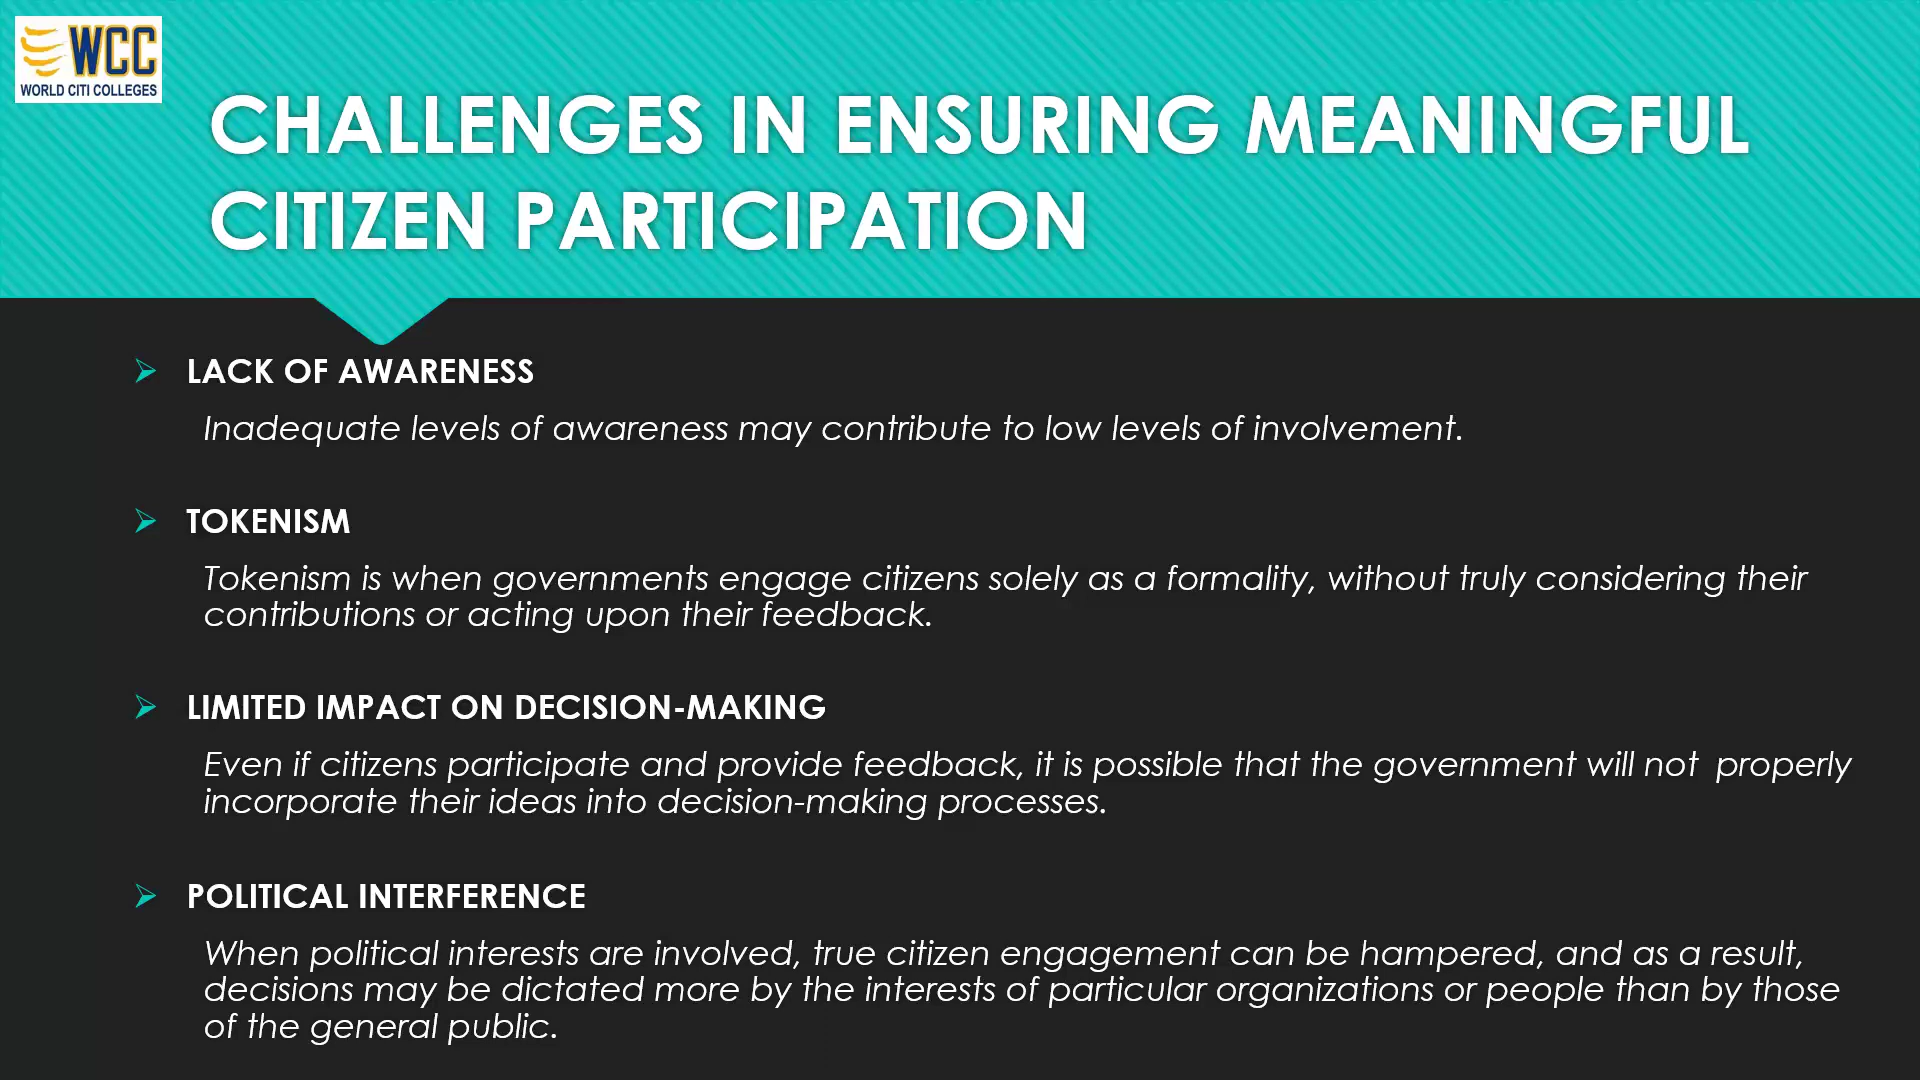 WCC
WORLD CITI COLLEGES
CHALLENGES IN ENSURING MEANINGFUL
CITIZEN PARTICIPATION
LACK OF AWARENESS
Inadequate levels of awareness may contribute to low levels of involvement.
TOKENISM
Tokenism is when governments engage citizens solely as a formality, without truly considering their
contributions or acting upon their feedback.
LIMITED IMPACT ON DECISION-MAKING
Even if citizens participate and provide feedback, it is possible that the government will not properly
incorporate their ideas into decision-making processes.
POLITICAL INTERFERENCE
When political interests are involved, true citizen engagement can be hampered, and as a result,
decisions may be dictated more by the interests of particular organizations or people than by those
of the general public.